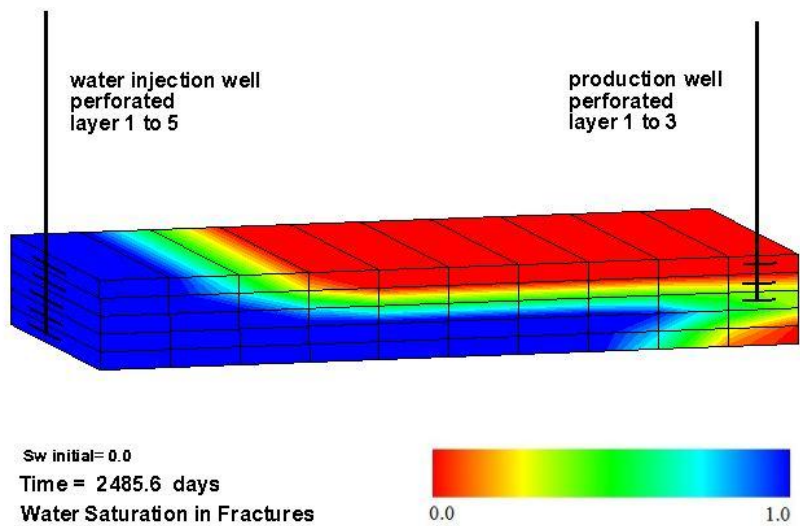 water injection well
perforated
layer 1 to 5
production well
perforated
layer 1 to 3
Sw initial= 0.0
Time = 2485.6 days
Water Saturation in Fractures
0.0
1.0